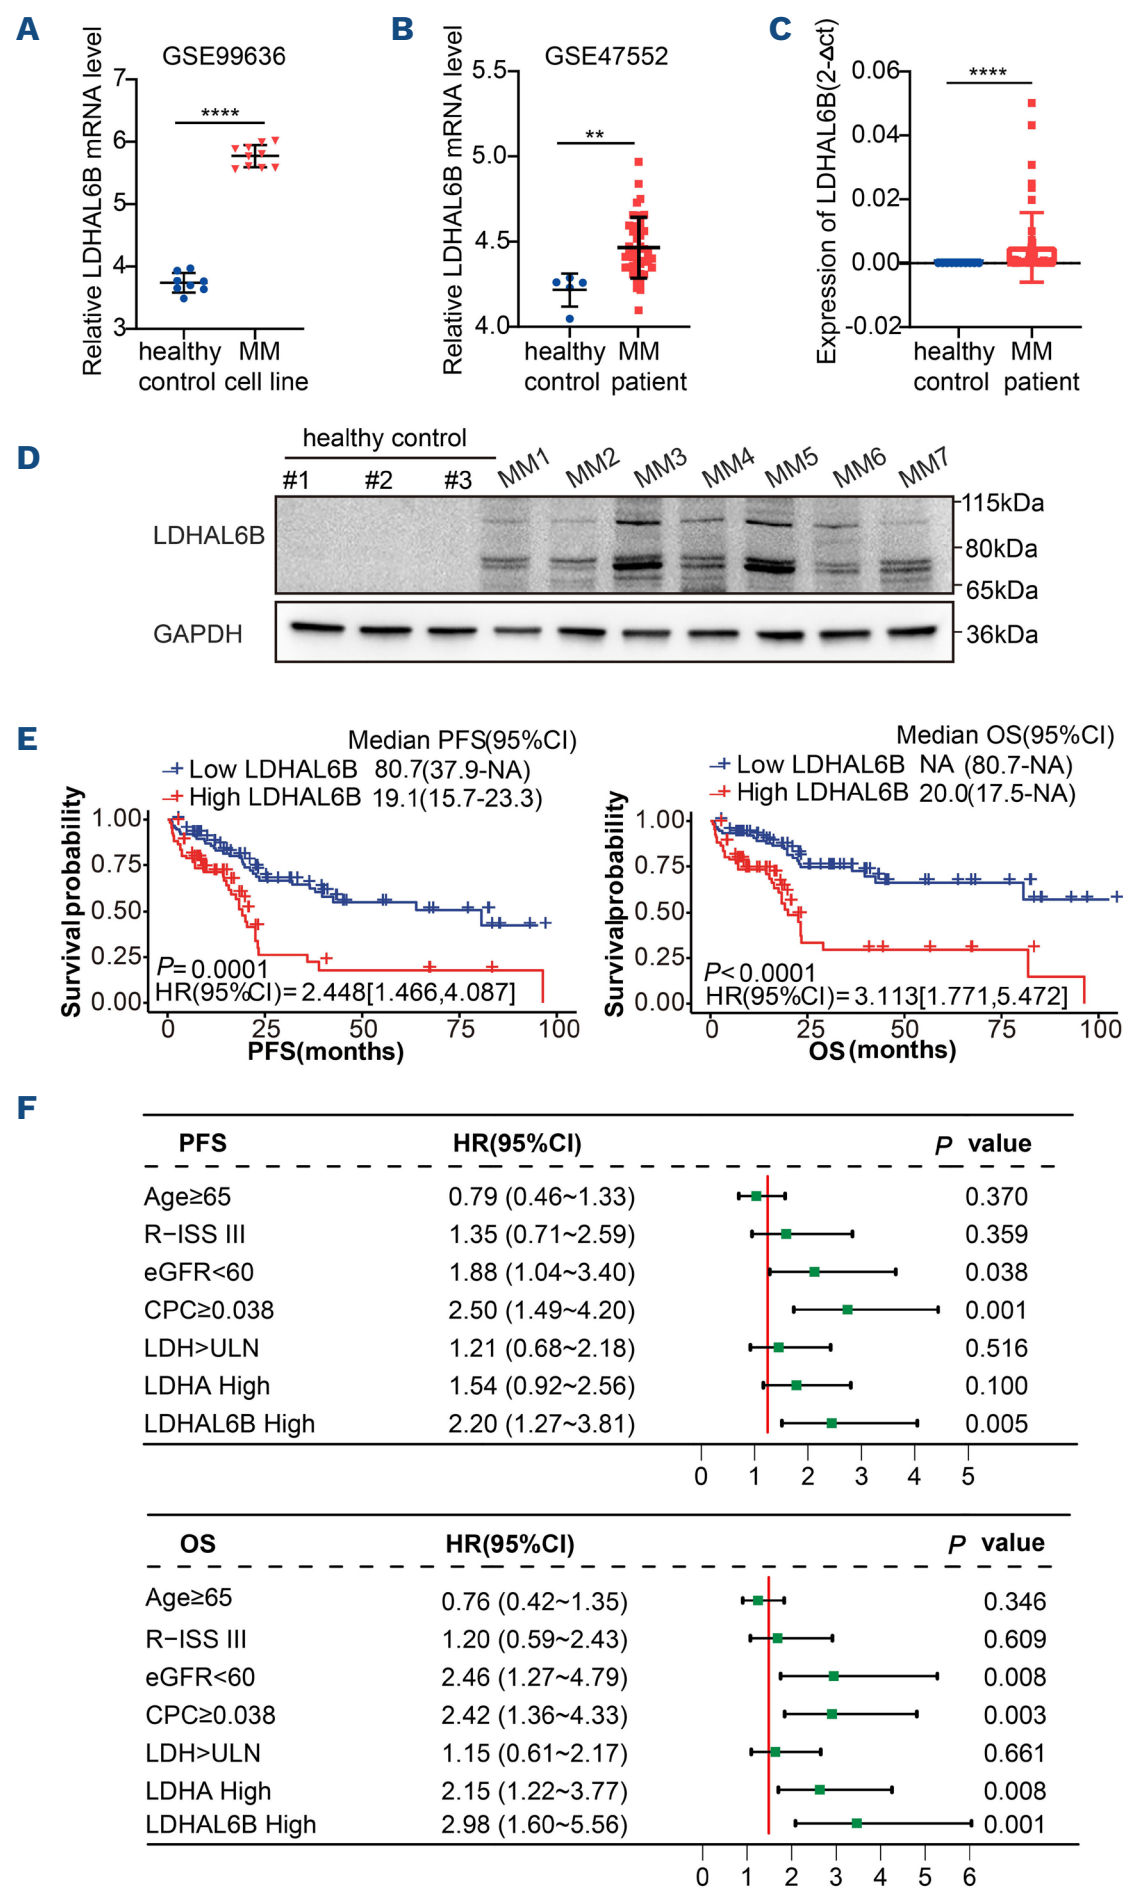 A
B
C
GSE99636
GSE47552
Relative LDHAL6B mRNA level
7
6
5
4
3
****
healthy control
MM cell line
Relative LDHAL6B mRNA level
5.5
5.0
4.5
4.0
**
healthy control
MM patient
Expression of LDHAL6B(2-Δct)
0.06
0.04
0.02
0.00
-0.02
****
healthy control
MM patient
D
healthy control
#1 #2 #3 MM1 MM2 MM3 MM4 MM5 MM6 MM7
LDHAL6B
115kDa
80kDa
65kDa
GAPDH
36kDa
E
Median PFS(95%CI)
Low LDHAL6B 80.7(37.9-NA)
High LDHAL6B 19.1(15.7-23.3)
Survivalprobability
1.00
0.75
0.50
0.25
0.00
P=0.0001
HR(95%CI)=2.448[1.466,4.087]
0 25 50 75 100
PFS(months)
Median OS(95%CI)
Low LDHAL6B NA (80.7-NA)
High LDHAL6B 20.0(17.5-NA)
Survivalprobability
1.00
0.75
0.50
0.25
0.00
P<0.0001
HR(95%CI)=3.113[1.771,5.472]
0 25 50 75 100
OS(months)
F
PFS HR(95%CI) P value
Age≥65 0.79 (0.46~1.33) 0.370
R−ISS III 1.35 (0.71~2.59) 0.359
eGFR<60 1.88 (1.04~3.40) 0.038
CPC≥0.038 2.50 (1.49~4.20) 0.001
LDH>ULN 1.21 (0.68~2.18) 0.516
LDHA High 1.54 (0.92~2.56) 0.100
LDHAL6B High 2.20 (1.27~3.81) 0.005
0 1 2 3 4 5
OS HR(95%CI) P value
Age≥65 0.76 (0.42~1.35) 0.346
R−ISS III 1.20 (0.59~2.43) 0.609
eGFR<60 2.46 (1.27~4.79) 0.008
CPC≥0.038 2.42 (1.36~4.33) 0.003
LDH>ULN 1.15 (0.61~2.17) 0.661
LDHA High 2.15 (1.22~3.77) 0.008
LDHAL6B High 2.98 (1.60~5.56) 0.001
0 1 2 3 4 5 6